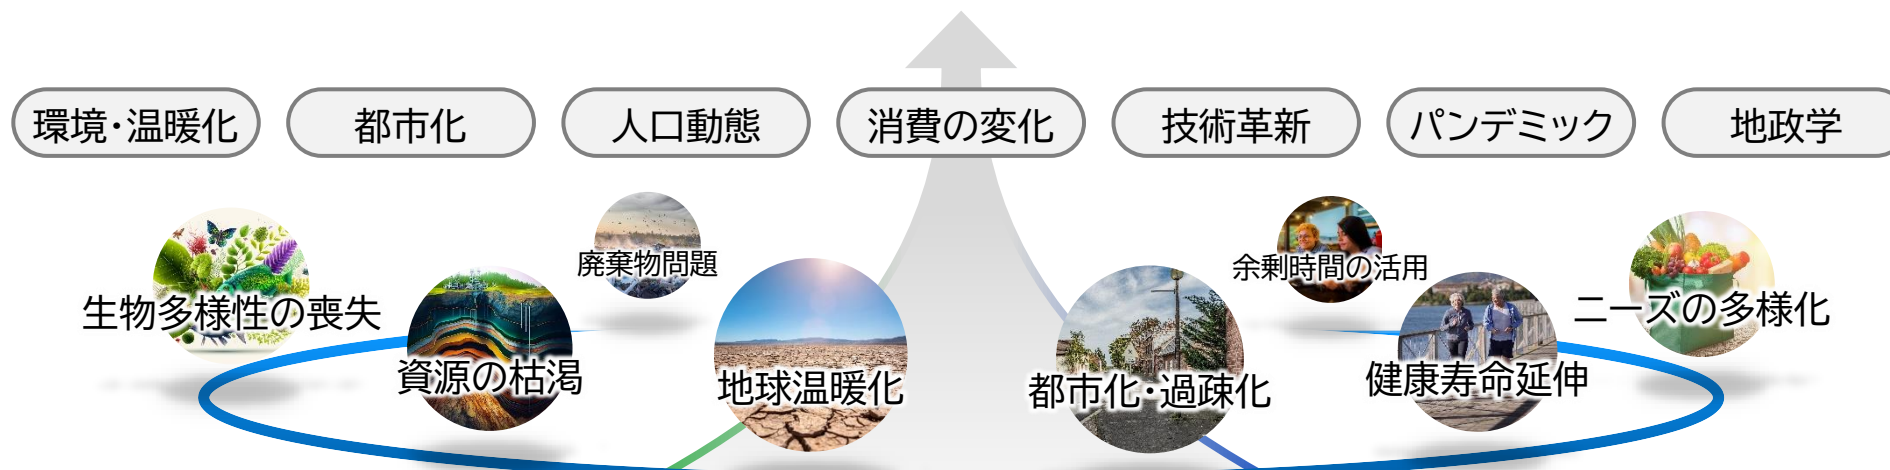 環境・温暖化
都市化
人口動態
消費の変化
技術革新
パンデミック
地政学
生物多様性の喪失
資源の枯渇
廃棄物問題
地球温暖化
都市化・過疎化
余剰時間の活用
健康寿命延伸
ニーズの多様化